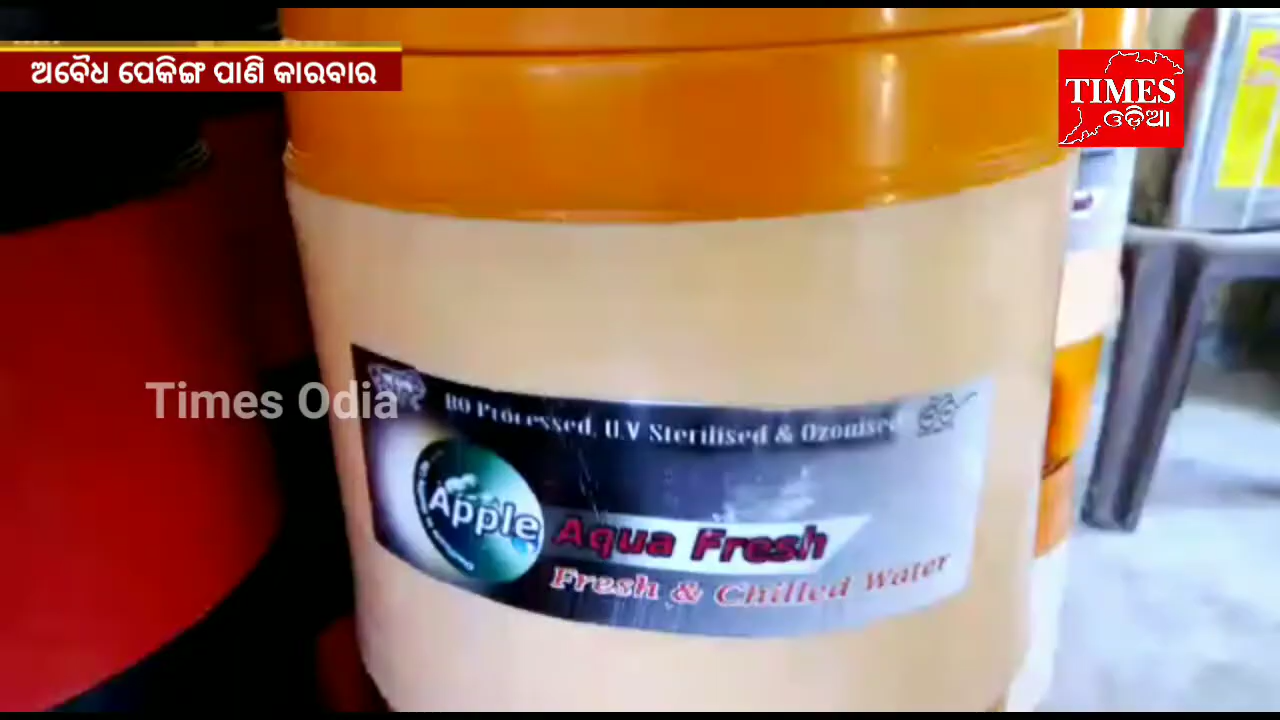 ଅବୈଧ ପେକିଙ୍ଗ ପାଣି କାରବାର
TIMES
ଓଡ଼ିଆ
Times Odia
RO Processed, U.V Sterilised & Ozonised
Apple
Aqua Fresh
Fresh & Chilled Water